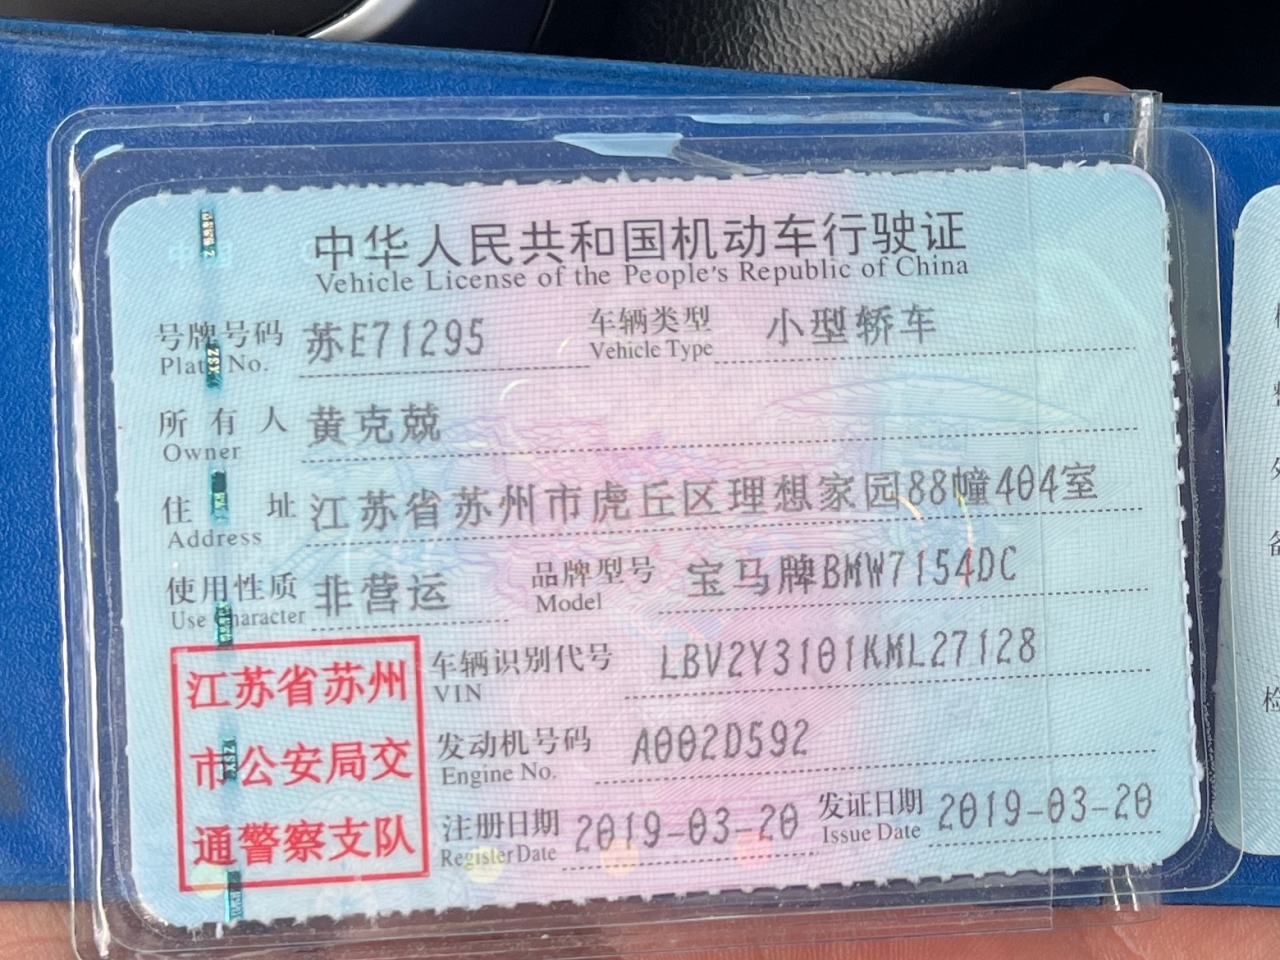 中华人民共和国机动车行驶证
Vehicle License of the People's Republic of China
号牌号码 苏E71295 车辆类型 小型轿车
Plate No. Vehicle Type
所有人 黄克兢
Owner
住址 江苏省苏州市虎丘区理想家园88幢404室
Address
使用性质 非营运 品牌型号 宝马牌BMW7154DC
Use Character Model
车辆识别代号 LBV2Y3101KML27128
VIN
发动机号码 A002D592
Engine No.
注册日期 2019-03-20 发证日期 2019-03-20
Register Date Issue Date
江苏省苏州
市公安局交
通警察支队